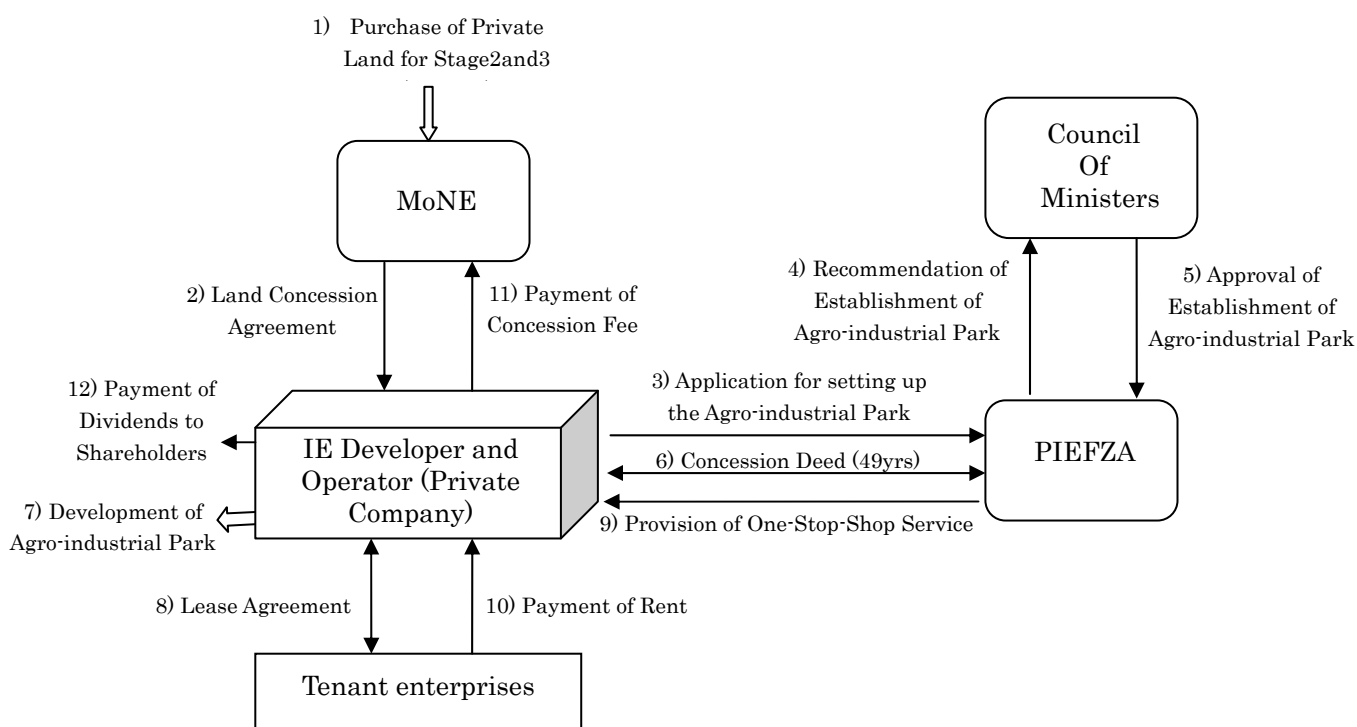 1) Purchase of Private
Land for Stage2and3
MoNE
Council
Of
Ministers
2) Land Concession
Agreement
11) Payment of
Concession Fee
4) Recommendation of
Establishment of
Agro-industrial Park
5) Approval of
Establishment of
Agro-industrial Park
12) Payment of
Dividends to
Shareholders
3) Application for setting up
the Agro-industrial Park
IE Developer and
Operator (Private
Company)
6) Concession Deed (49yrs)
PIEFZA
7) Development of
Agro-industrial Park
9) Provision of One-Stop-Shop Service
8) Lease Agreement
10) Payment of Rent
Tenant enterprises